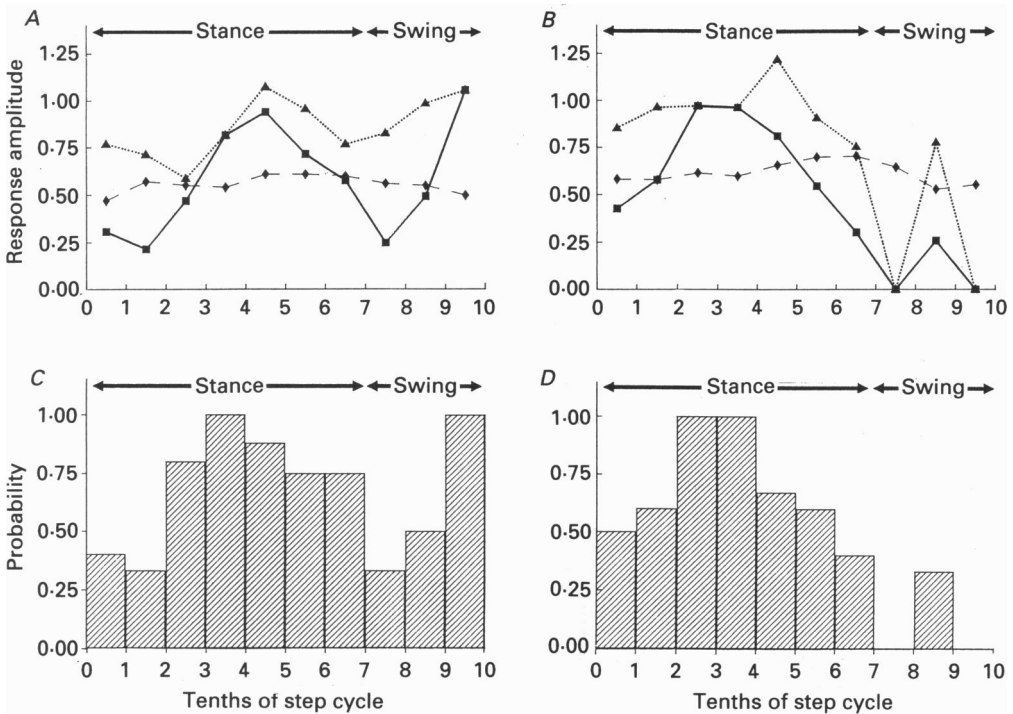 A
Stance
Swing
Response amplitude
1·25
1·00
0·75
0·50
0·25
0·00
0 1 2 3 4 5 6 7 8 9 10
B
Stance
Swing
1·25
1·00
0·75
0·50
0·25
0·00
0 1 2 3 4 5 6 7 8 9 10
C
Stance
Swing
Probability
1·00
0·75
0·50
0·25
0·00
0 1 2 3 4 5 6 7 8 9 10
Tenths of step cycle
D
Stance
Swing
1·00
0·75
0·50
0·25
0·00
0 1 2 3 4 5 6 7 8 9 10
Tenths of step cycle